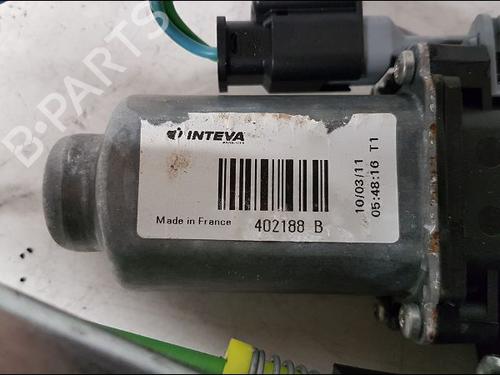 B-PARTS
INTEVA
Made in France
402188 B
10/03/11
05:48:16 T1